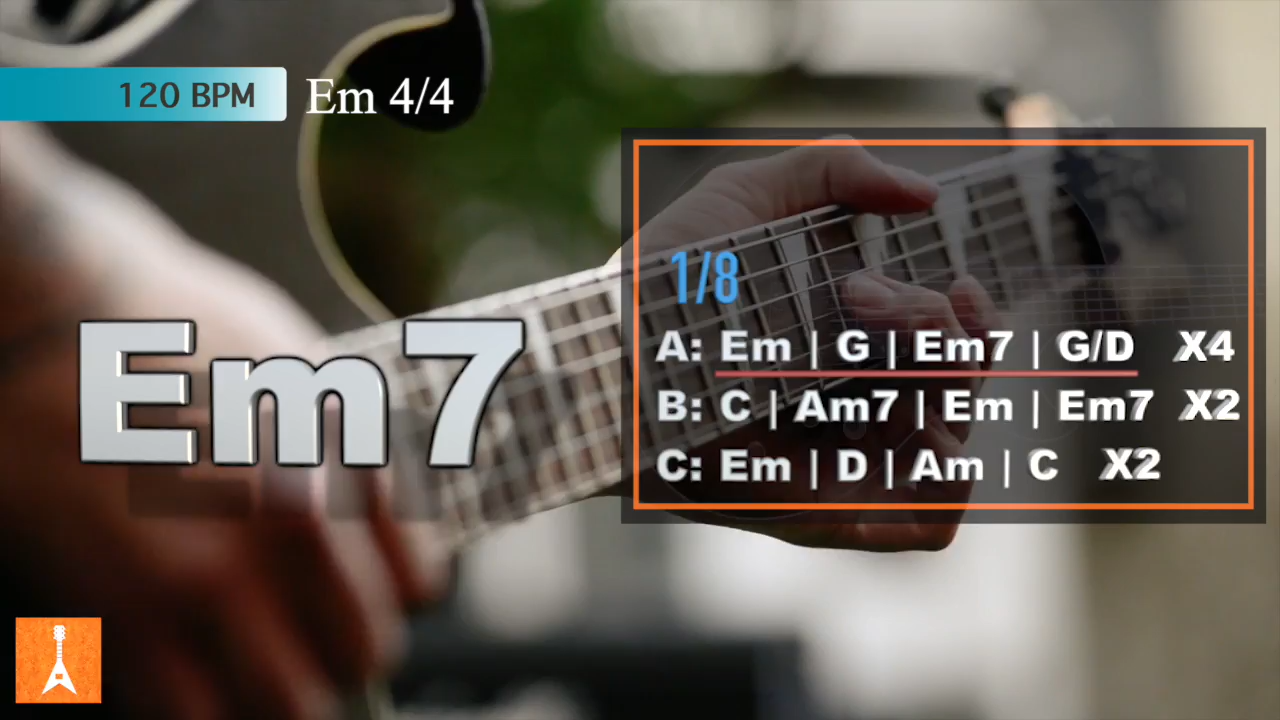 120 BPM
Em 4/4
Em7
1/8
A: Em | G | Em7 | G/D X4
B: C | Am7 | Em | Em7 X2
C: Em | D | Am | C X2